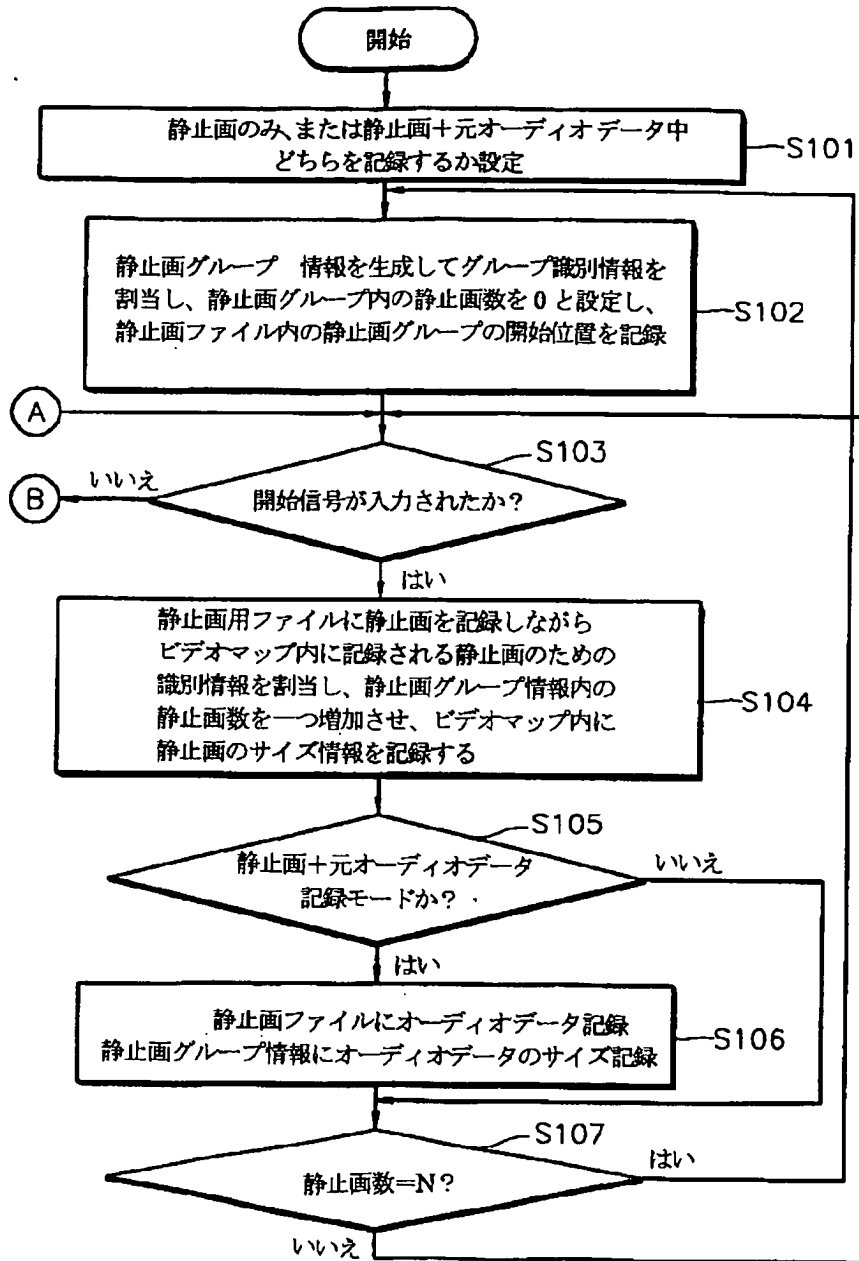 開始
静止画のみ、または静止画＋元オーディオデータ中
どちらを記録するか設定
S101
静止画グループ 情報を生成してグループ識別情報を
割当し、静止画グループ内の静止画数を0と設定し、
静止画ファイル内の静止画グループの開始位置を記録
S102
A
S103
B
いいえ
開始信号が入力されたか？
はい
静止画用ファイルに静止画を記録しながら
ビデオマップ内に記録される静止画のための
識別情報を割当し、静止画グループ情報内の
静止画数を一つ増加させ、ビデオマップ内に
静止画のサイズ情報を記録する
S104
S105
静止画＋元オーディオデータ
記録モードか？
いいえ
はい
静止画ファイルにオーディオデータ記録
静止画グループ情報にオーディオデータのサイズ記録
S106
S107
静止画数＝N？
はい
いいえ